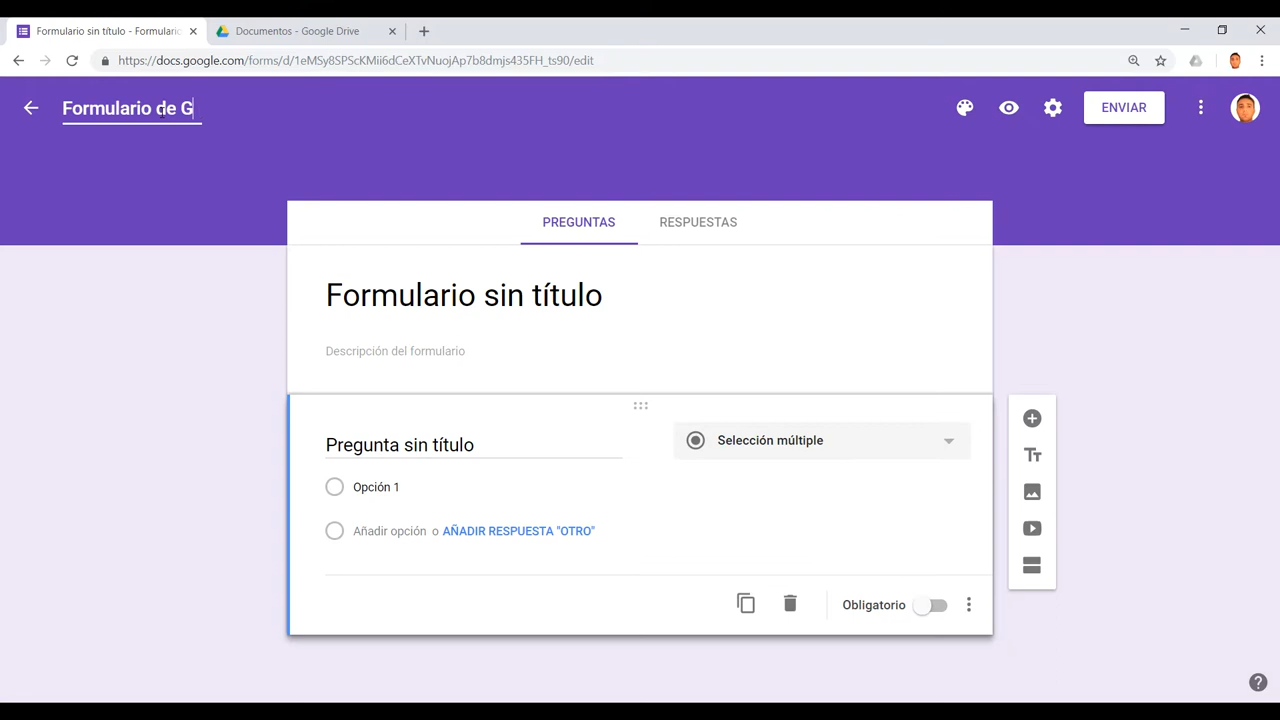 Formulario sin título - Formulario
Documentos - Google Drive
https://docs.google.com/forms/d/1eMSy8SPScKMii6dCeXTvNuojAp7b8dmjs435FH_ts90/edit
Formulario de G
ENVIAR
PREGUNTAS
RESPUESTAS
Formulario sin título
Descripción del formulario
Pregunta sin título
Selección múltiple
Opción 1
Añadir opción o AÑADIR RESPUESTA "OTRO"
Obligatorio